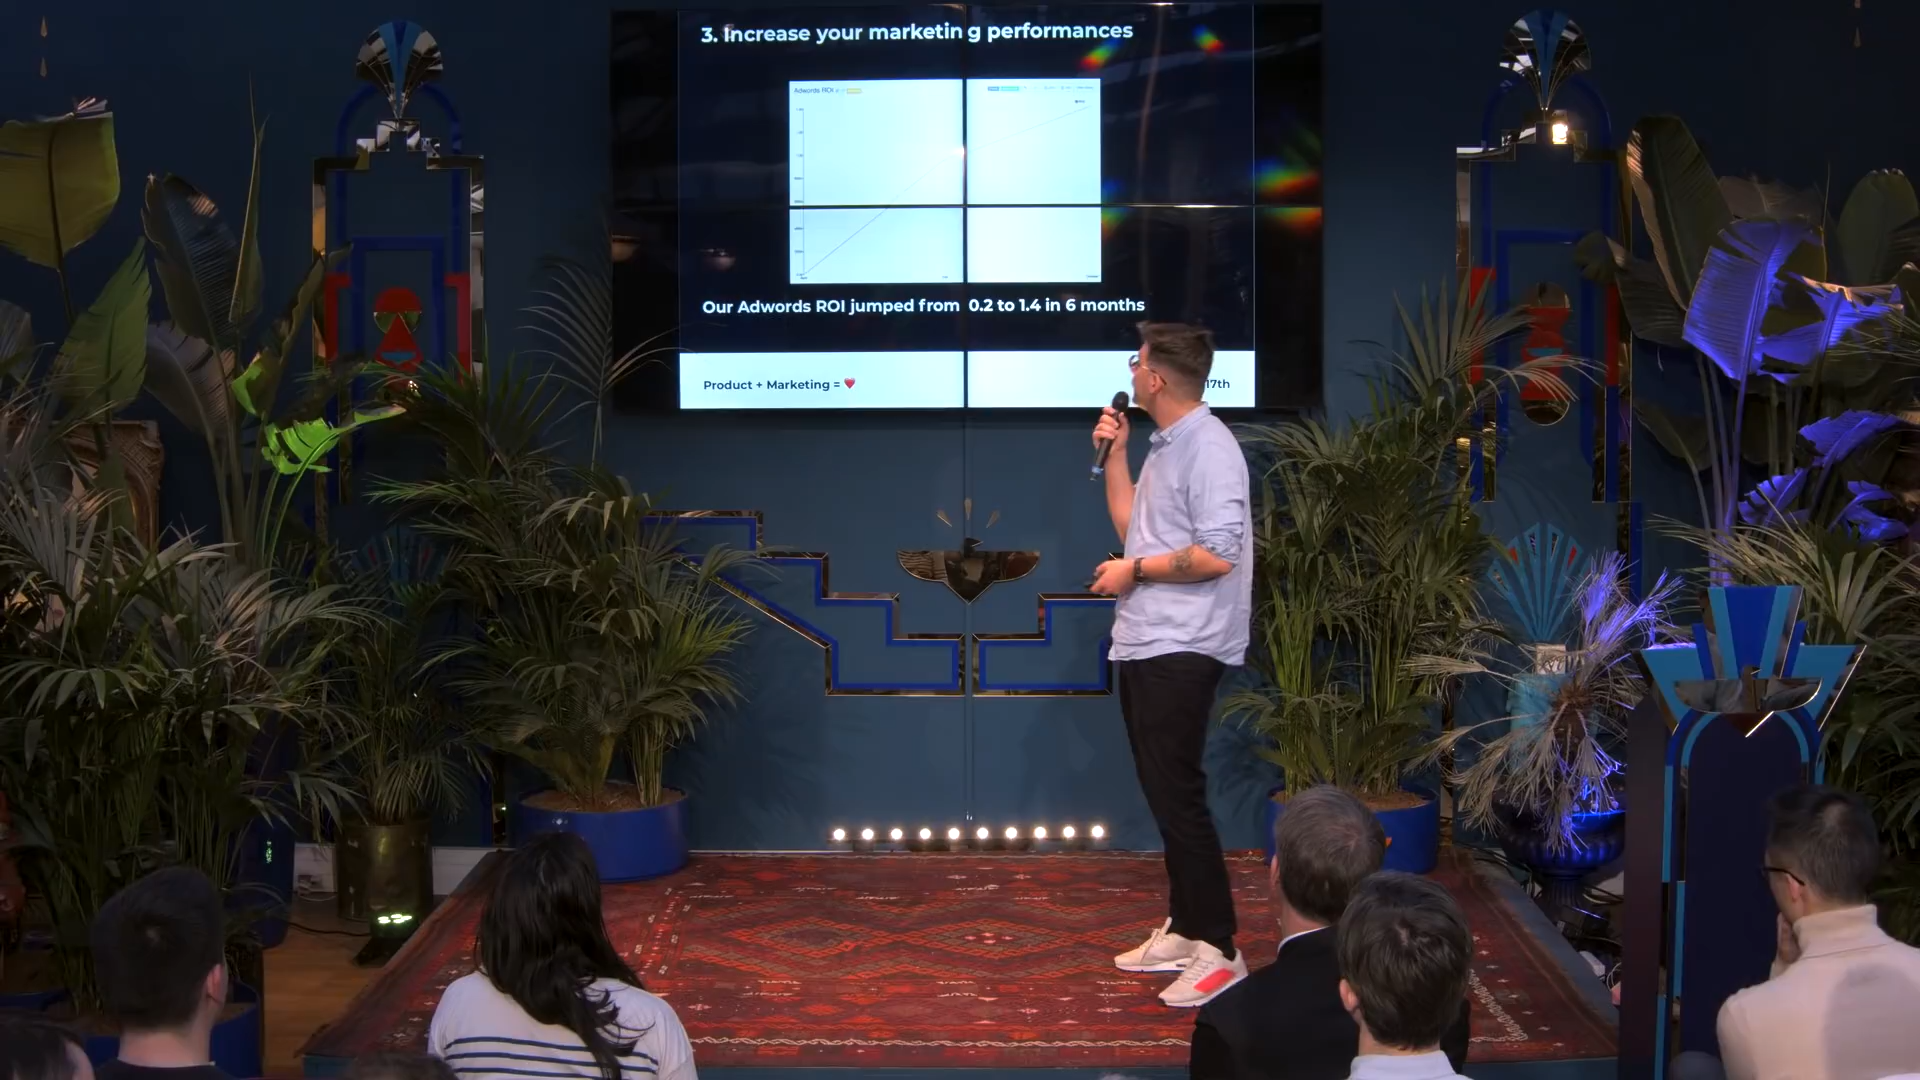 3. Increase your marketing performances
Adwords ROI
Our Adwords ROI jumped from 0.2 to 1.4 in 6 months
Product + Marketing = ❤
17th